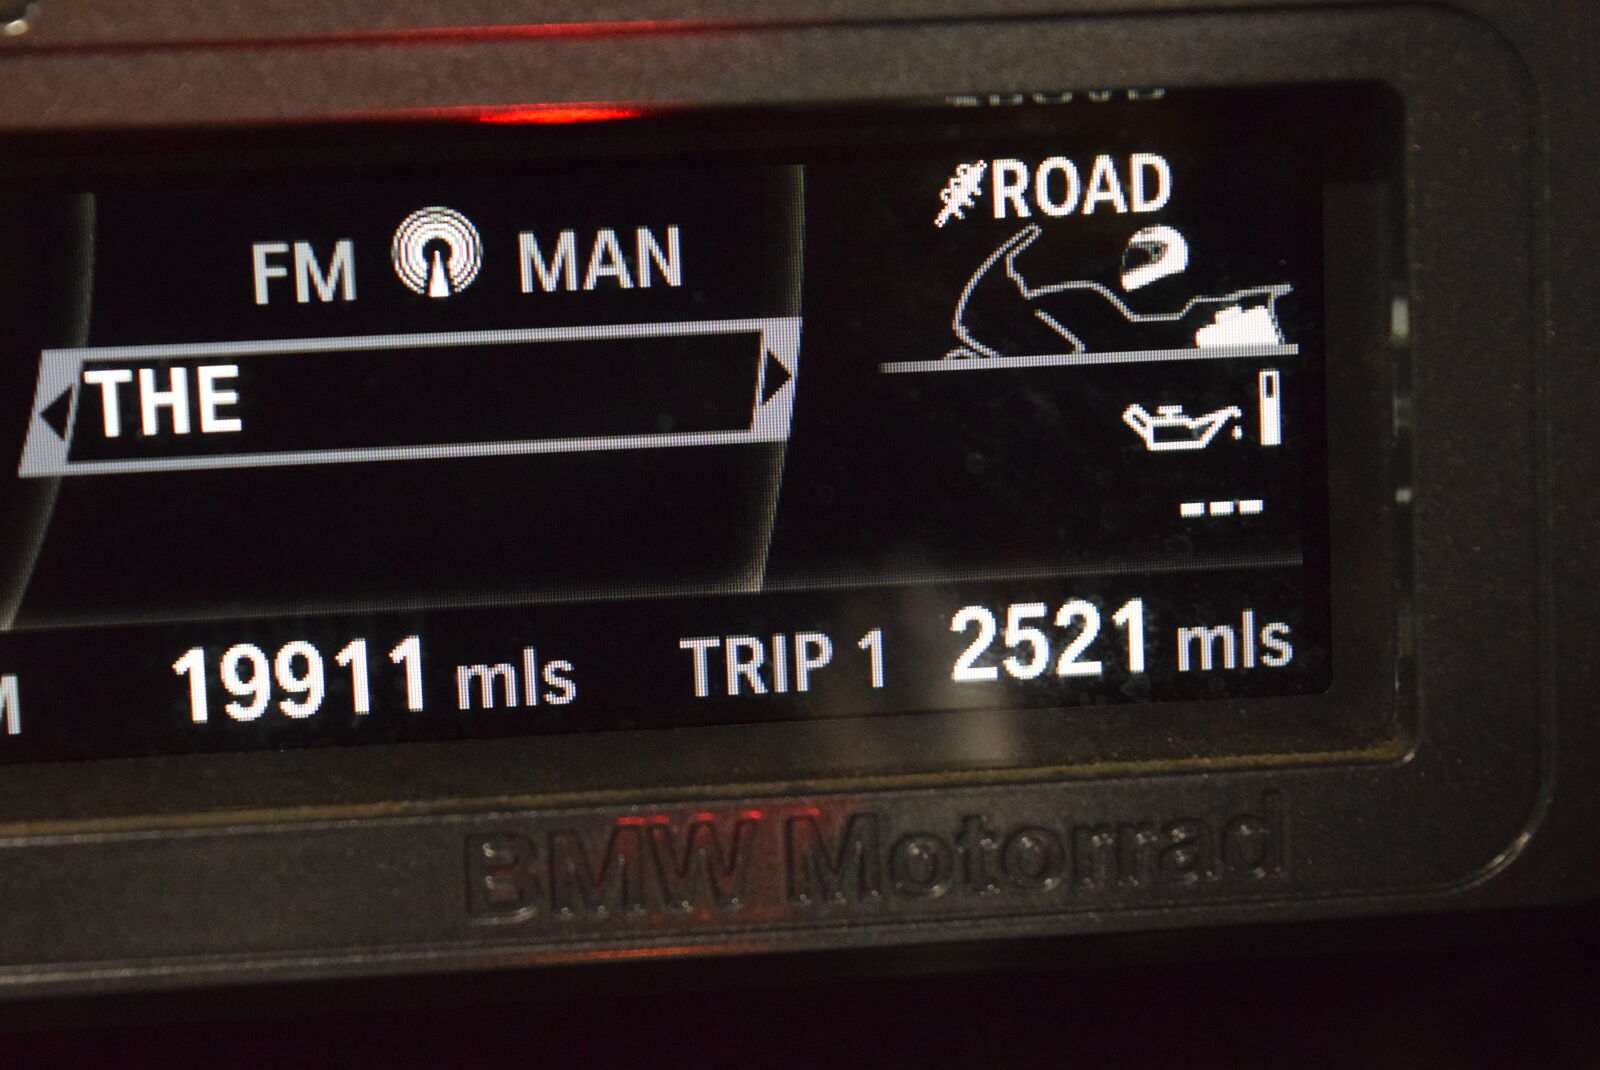 ROAD
FM MAN
THE
---
19911 mls TRIP 1 2521 mls
BMW Motorrad